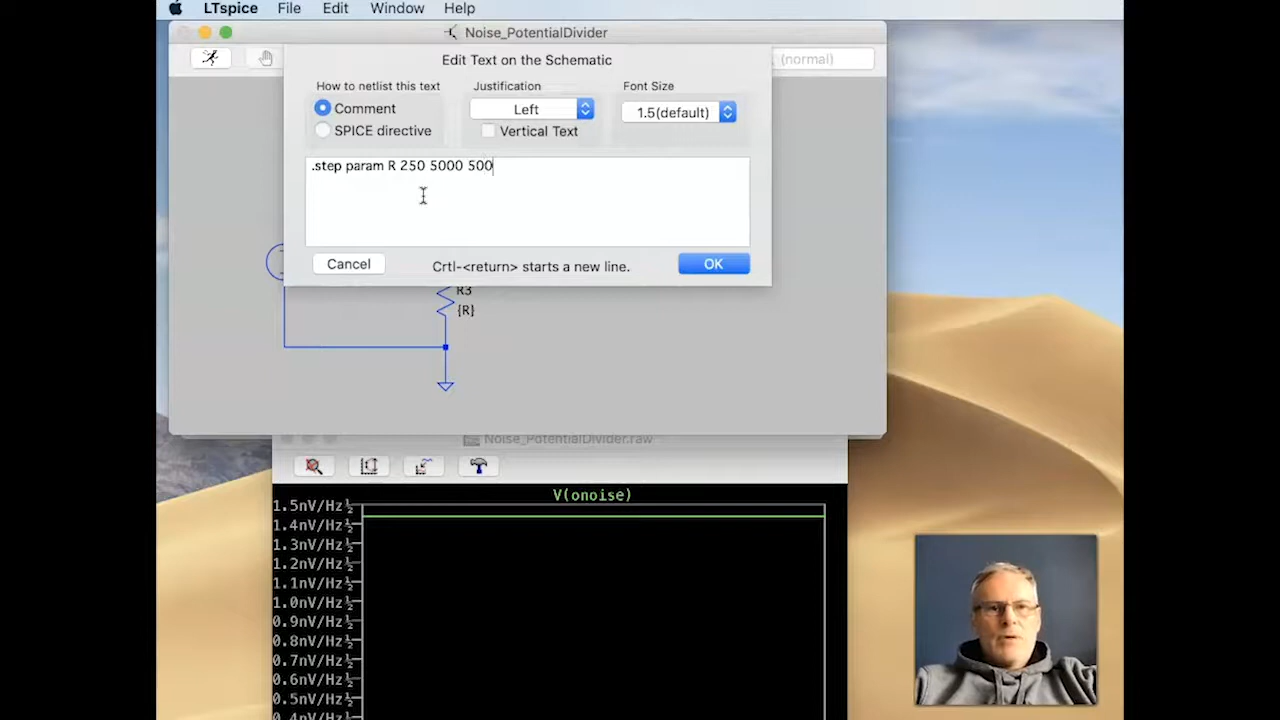 LTspice File Edit Window Help
Noise_PotentialDivider
(normal)
Edit Text on the Schematic
How to netlist this text
Justification
Font Size
Comment
SPICE directive
Left
Vertical Text
1.5(default)
.step param R 250 5000 500
Cancel
Crtl-<return> starts a new line.
OK
R3
{R}
Noise_PotentialDivider.raw
V(onoise)
1.5nV/Hz½
1.4nV/Hz½
1.3nV/Hz½
1.2nV/Hz½
1.1nV/Hz½
1.0nV/Hz½
0.9nV/Hz½
0.8nV/Hz½
0.7nV/Hz½
0.6nV/Hz½
0.5nV/Hz½
0.4nV/Hz½